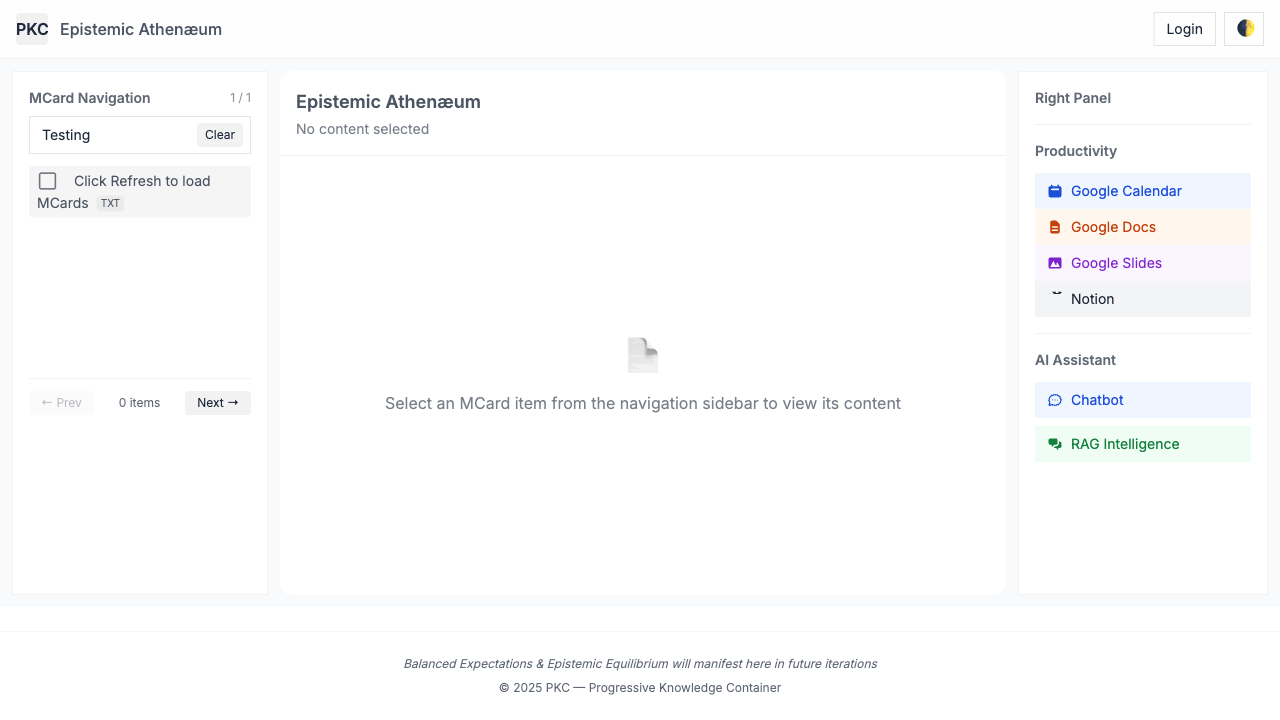 PKC
Epistemic Athenæum
Login
MCard Navigation
1 / 1
Testing
Clear
Click Refresh to load
MCards TXT
← Prev
0 items
Next →
Epistemic Athenæum
No content selected
Select an MCard item from the navigation sidebar to view its content
Right Panel
Productivity
Google Calendar
Google Docs
Google Slides
Notion
AI Assistant
Chatbot
RAG Intelligence
Balanced Expectations & Epistemic Equilibrium will manifest here in future iterations
© 2025 PKC — Progressive Knowledge Container